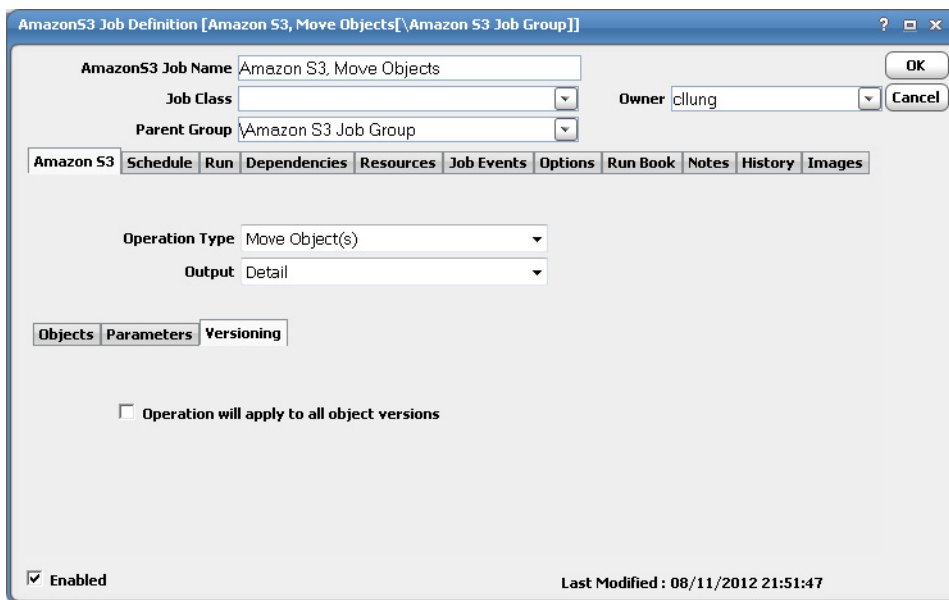 AmazonS3 Job Definition [Amazon S3, Move Objects[\Amazon S3 Job Group]] ?
AmazonS3 Job Name Amazon S3, Move Objects OK
Job Class Owner cllung Cancel
Parent Group \Amazon S3 Job Group
Amazon S3 Schedule Run Dependencies Resources Job Events Options Run Book Notes History Images
Operation Type Move Object(s)
Output Detail
Objects Parameters Versioning
Operation will apply to all object versions
Enabled Last Modified : 08/11/2012 21:51:47